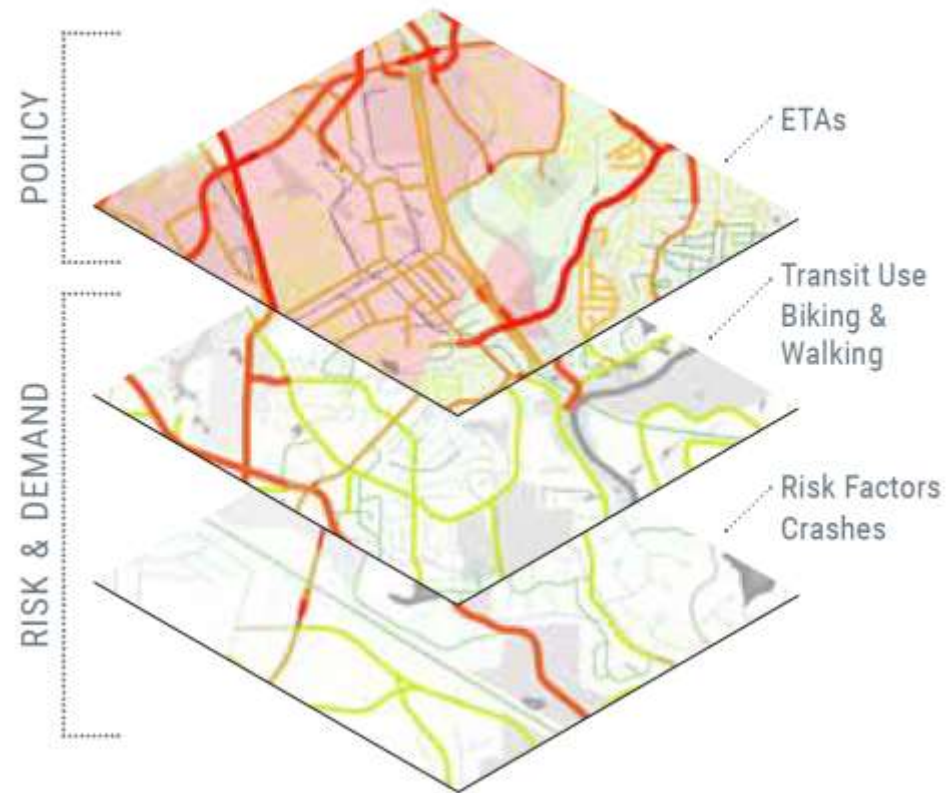 POLICY
ETAs
Transit Use
Biking &
Walking
RISK & DEMAND
Risk Factors
Crashes